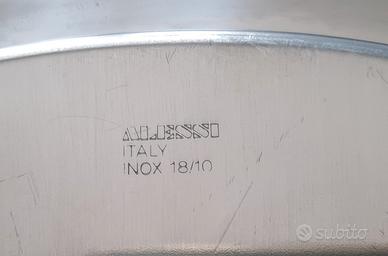 ALESSI
ITALY
INOX 18/10
subito